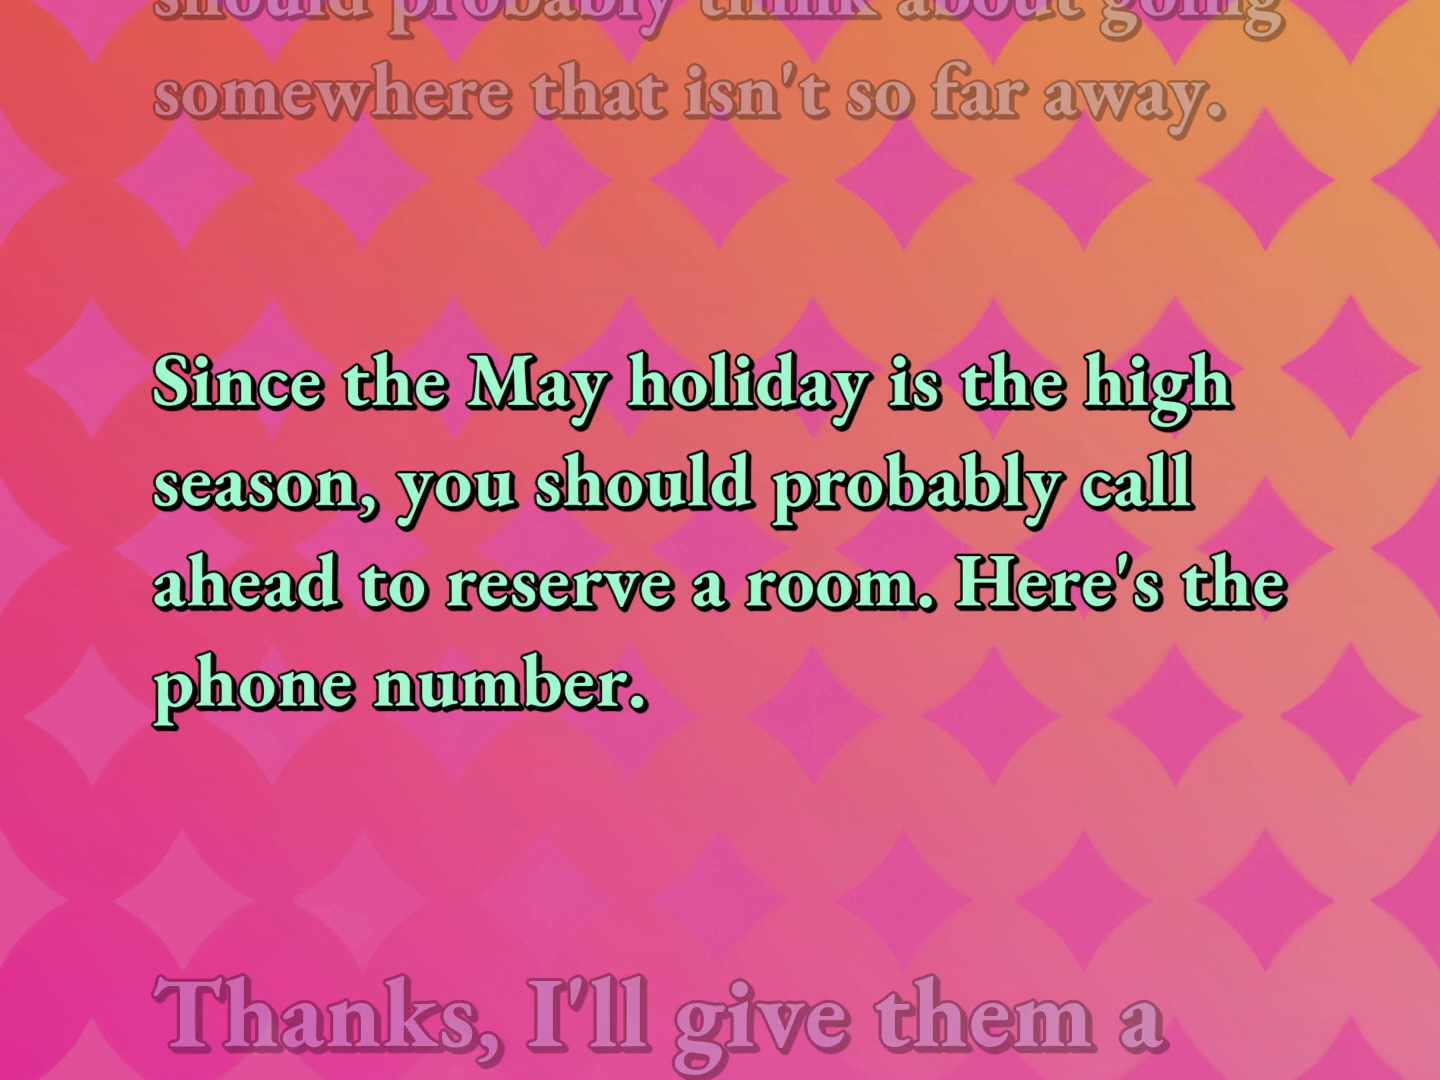 should probably think about going
somewhere that isn't so far away.
Since the May holiday is the high
season, you should probably call
ahead to reserve a room. Here's the
phone number.
Thanks, I'll give them a